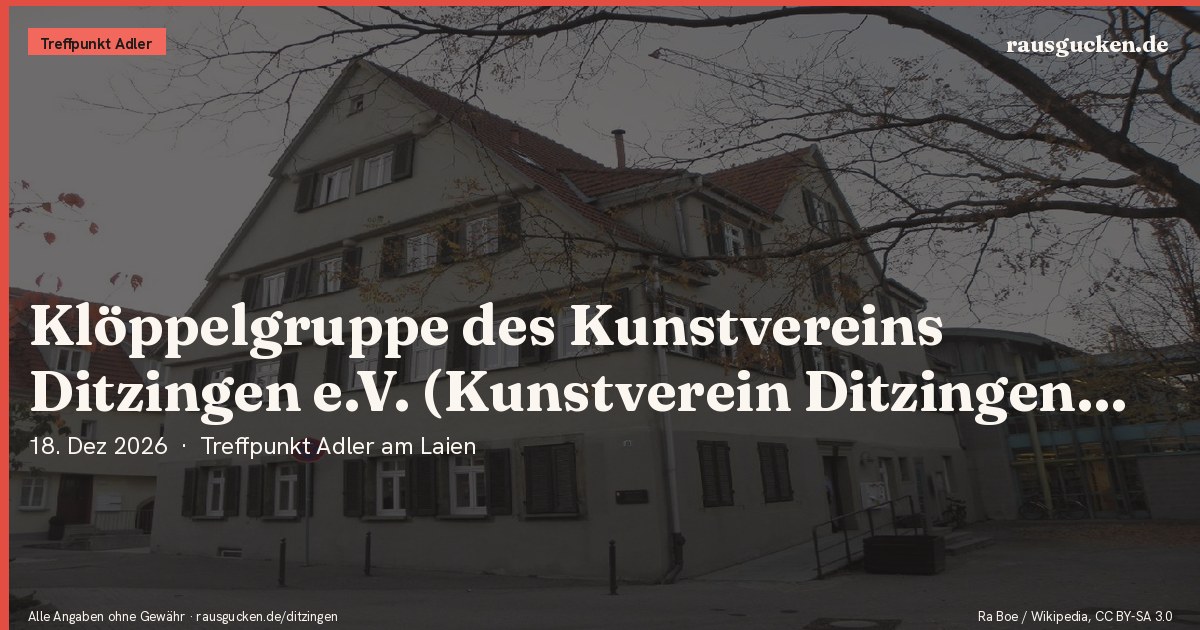 Treffpunkt Adler
rausgucken.de
Klöppelgruppe des Kunstvereins
Ditzingen e.V. (Kunstverein Ditzingen...
18. Dez 2026 · Treffpunkt Adler am Laien
Alle Angaben ohne Gewähr · rausgucken.de/ditzingen
Ra Boe / Wikipedia, CC BY-SA 3.0